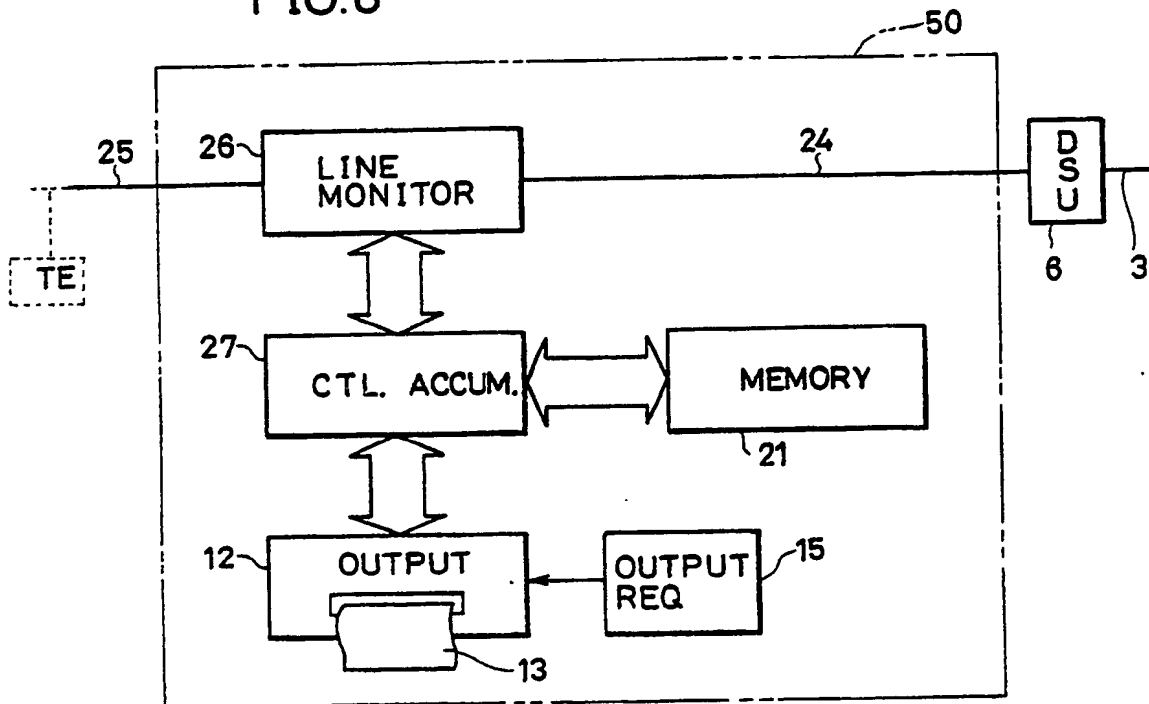 50
25
26
LINE
MONITOR
24
DSU
6
3
TE
27
CTL. ACCUM.
MEMORY
21
12
OUTPUT
OUTPUT
REQ
15
13